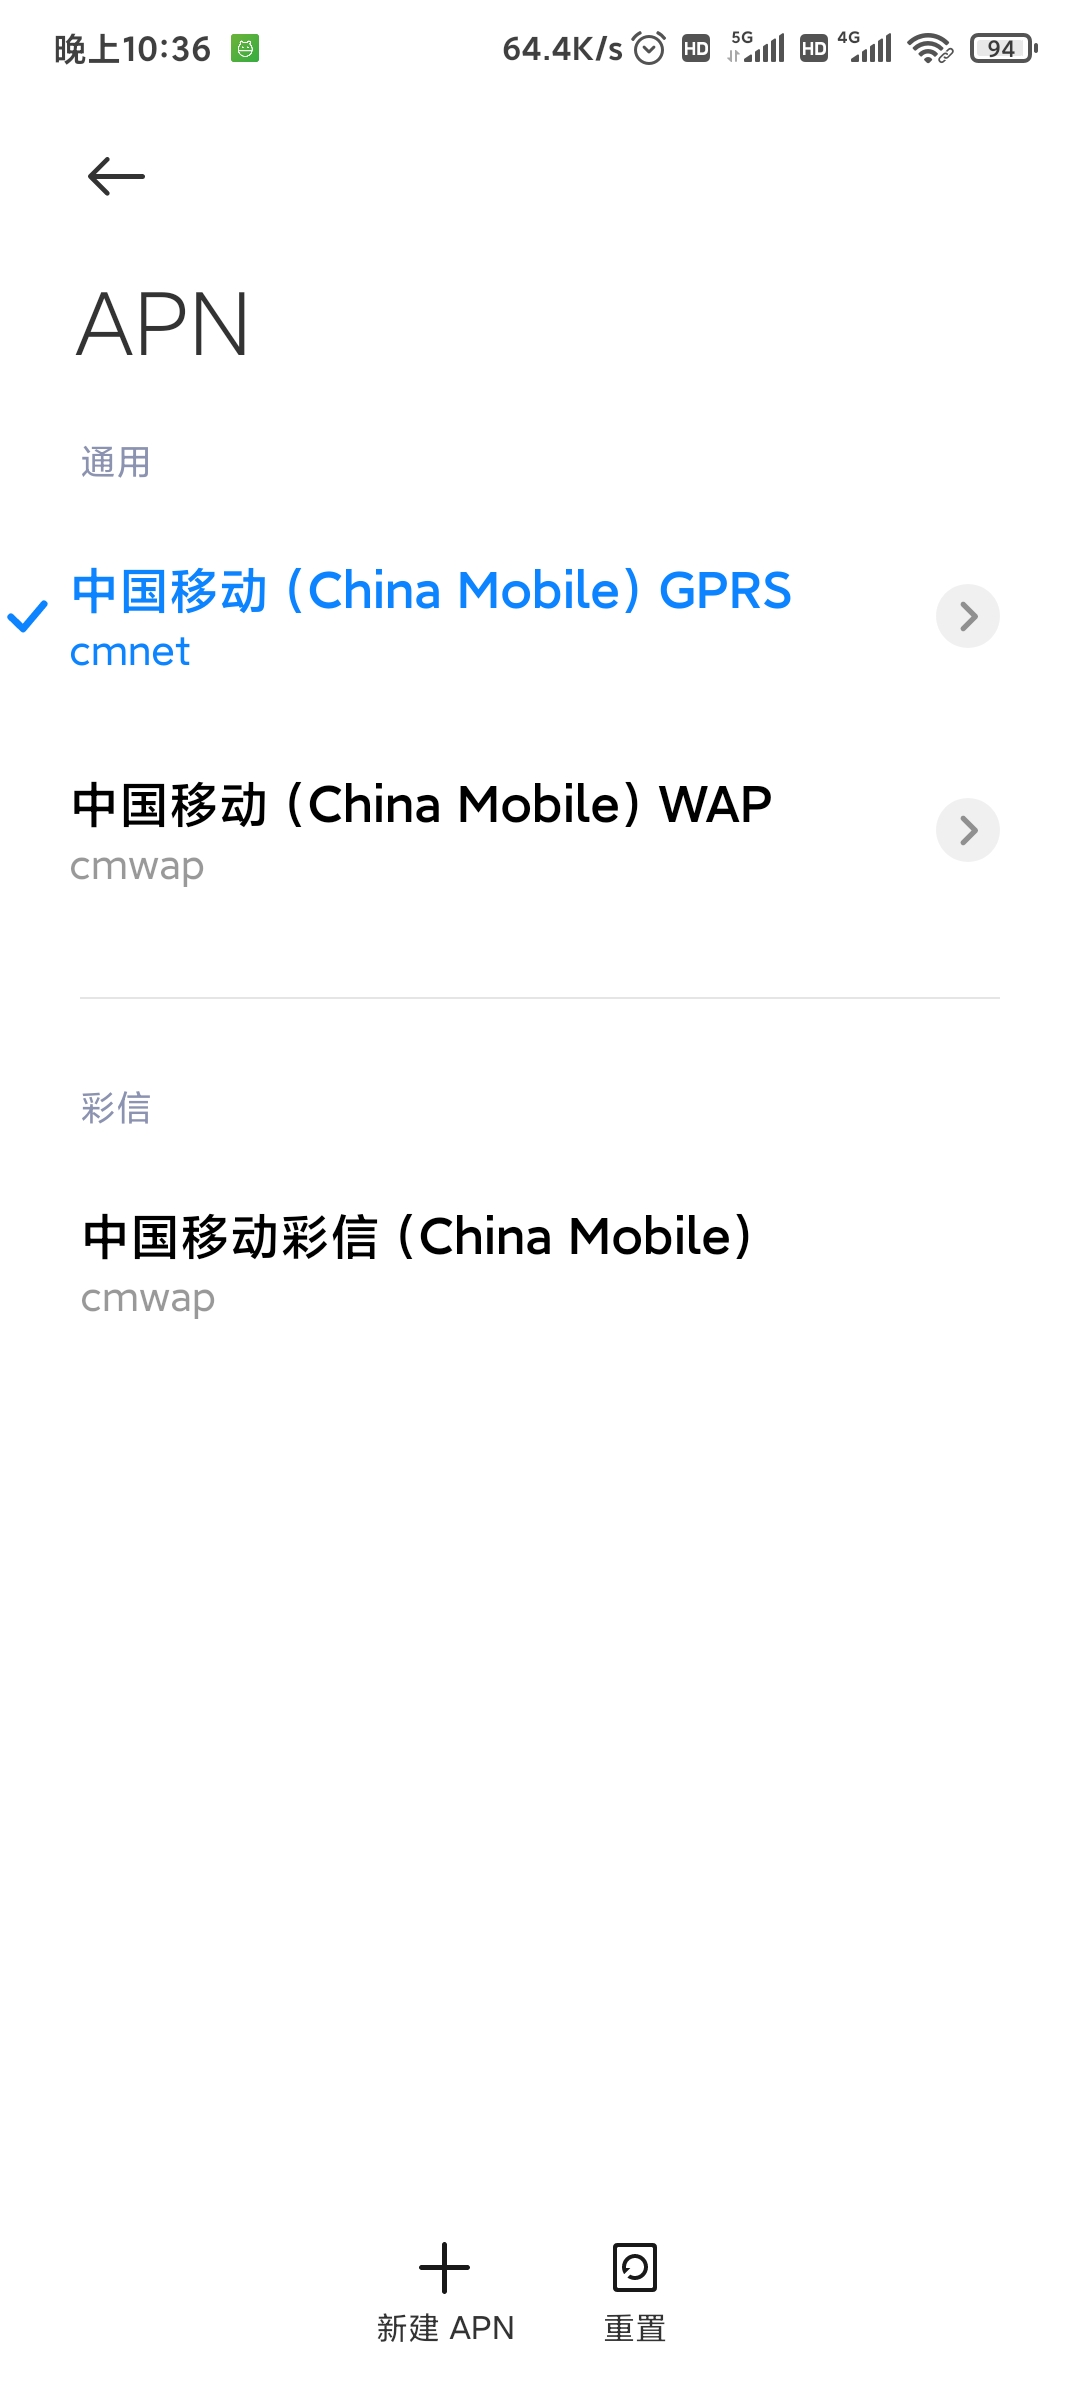 晚上10:36 64.4K/s HD 5G HD 4G 94
APN
通用
中国移动 (China Mobile) GPRS
cmnet
中国移动 (China Mobile) WAP
cmwap
彩信
中国移动彩信 (China Mobile)
cmwap
新建 APN 重置